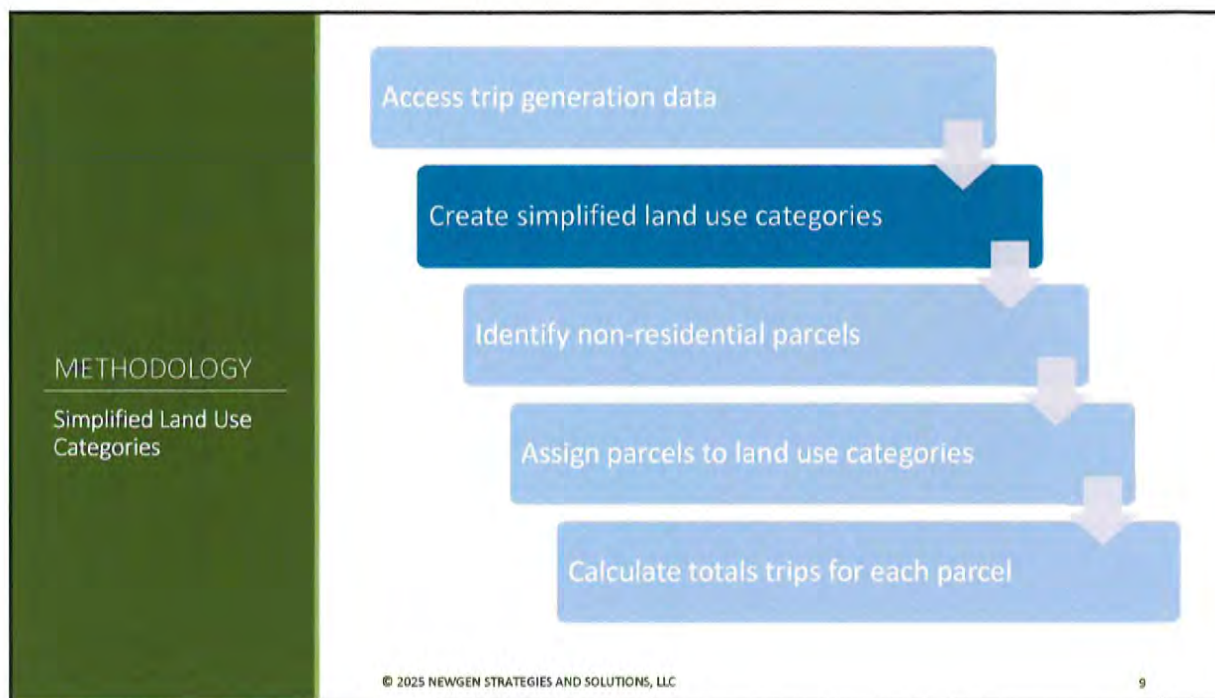 METHODOLOGY
Simplified Land Use
Categories
Access trip generation data
Create simplified land use categories
Identify non-residential parcels
Assign parcels to land use categories
Calculate totals trips for each parcel
© 2025 NEWGEN STRATEGIES AND SOLUTIONS, LLC
9